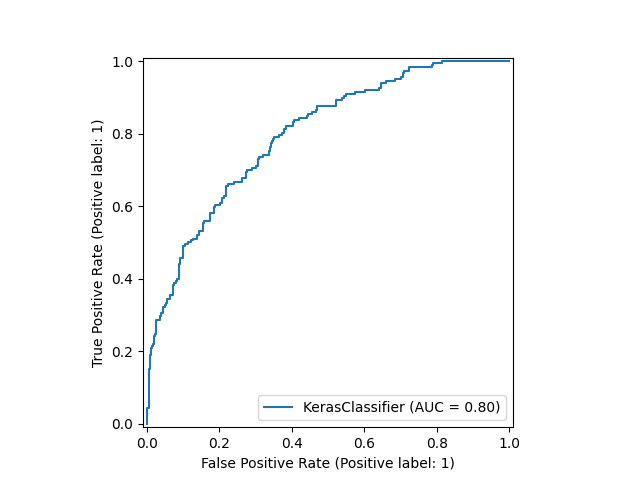 1.0
0.8
0.6
0.4
0.2
0.0
True Positive Rate (Positive label: 1)
KerasClassifier (AUC = 0.80)
0.0 0.2 0.4 0.6 0.8 1.0
False Positive Rate (Positive label: 1)